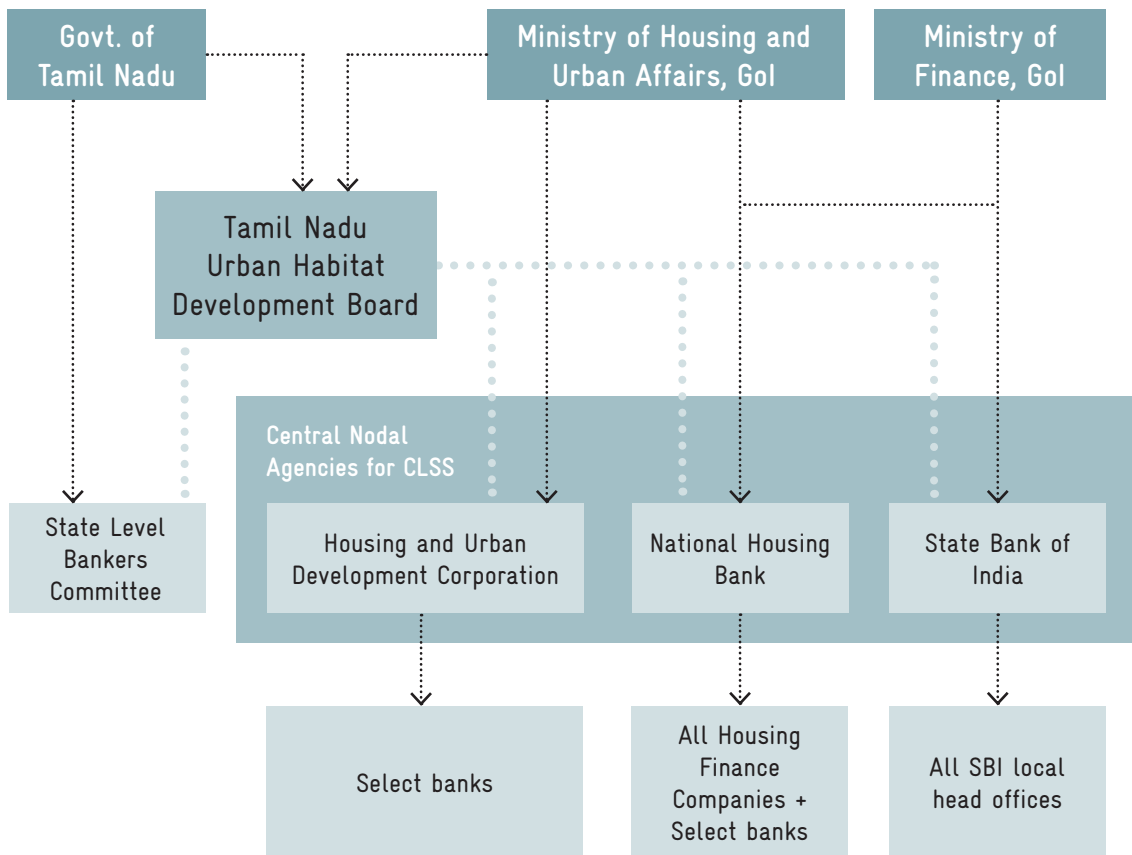 Govt. of
Tamil Nadu
Ministry of Housing and
Urban Affairs, GoI
Ministry of
Finance, GoI
Tamil Nadu
Urban Habitat
Development Board
Central Nodal
Agencies for CLSS
State Level
Bankers
Committee
Housing and Urban
Development Corporation
National Housing
Bank
State Bank of
India
Select banks
All Housing
Finance
Companies +
Select banks
All SBI local
head offices